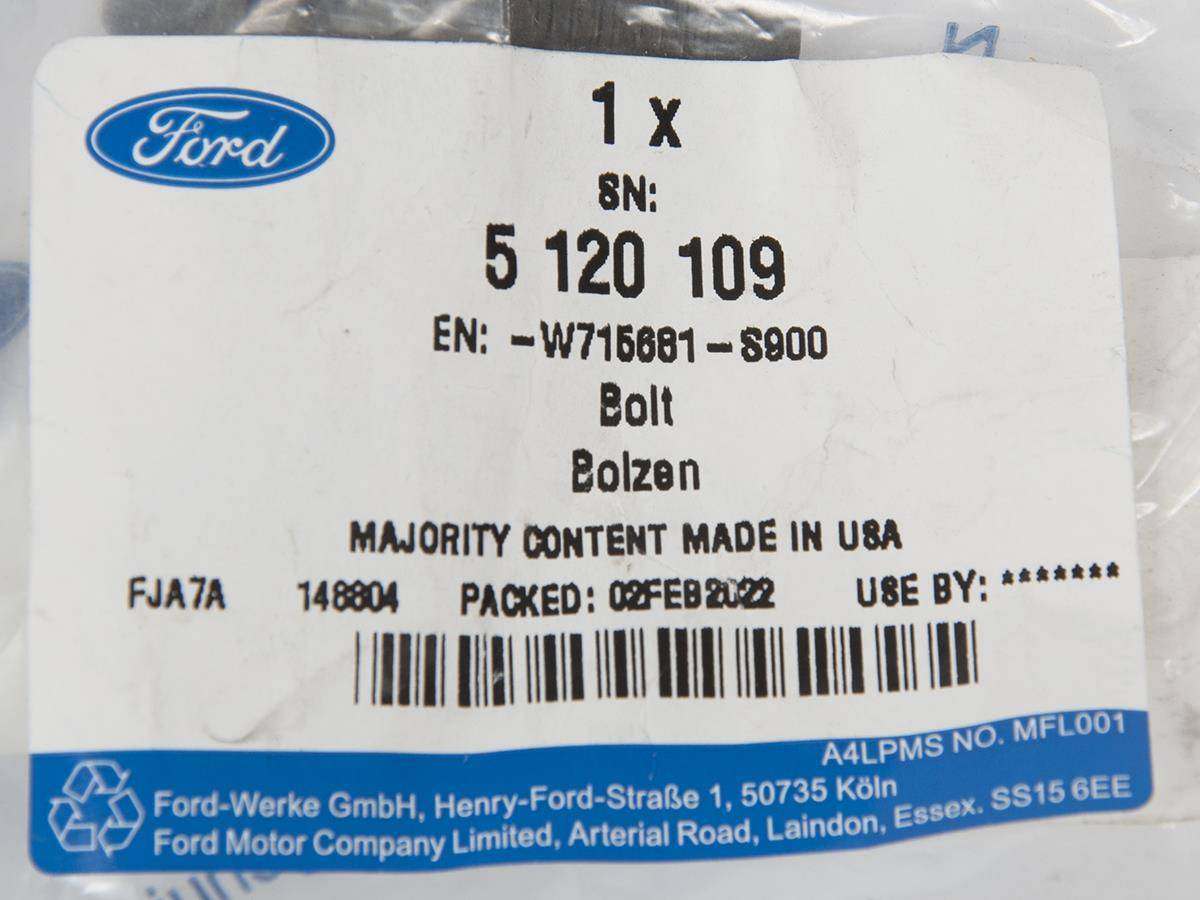 Ford
1 x
SN:
5 120 109
EN: -W715681-S900
Bolt
Bolzen
MAJORITY CONTENT MADE IN USA
FJA7A 148804 PACKED: 02FEB2022 USE BY: *******
A4LPMS NO. MFL001
Ford-Werke GmbH, Henry-Ford-Straße 1, 50735 Köln
Ford Motor Company Limited, Arterial Road, Laindon, Essex. SS15 6EE